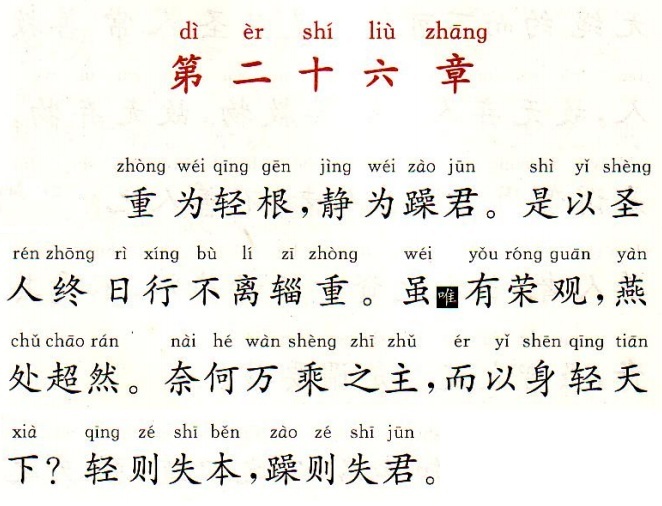 dì èr shí liù zhāng
第二十六章
zhòng wéi qīng gēn jìng wéi zào jūn shì yǐ shèng
重为轻根,静为躁君。是以圣
rén zhōng rì xíng bù lí zī zhòng wéi yǒu róng guān yàn
人终日行不离辎重。虽唯有荣观,燕
chǔ chāo rán nài hé wàn shèng zhī zhǔ ér yǐ shēn qīng tiān
处超然。奈何万乘之主,而以身轻天
xià qīng zé shī běn zào zé shī jūn
下?轻则失本,躁则失君。